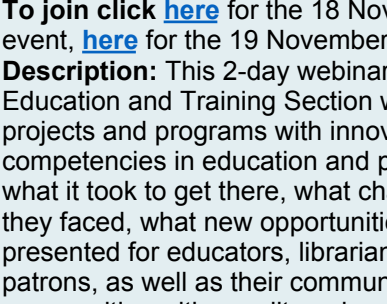 To join click here for the 18 Nov
event, here for the 19 November
Description: This 2-day webinar
Education and Training Section w
projects and programs with innov
competencies in education and p
what it took to get there, what ch
they faced, what new opportuniti
presented for educators, librarian
patrons, as well as their commun